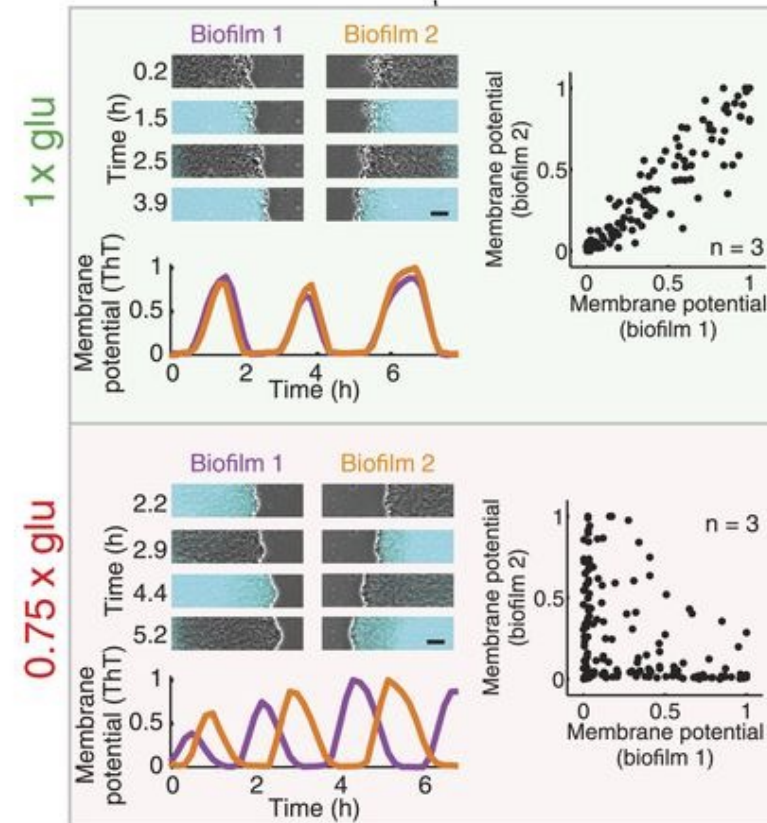 1 x glu
Biofilm 1
Biofilm 2
Time (h)
0.2
1.5
2.5
3.9
Membrane
potential (ThT)
1
0.5
0
0 2 4 6
Time (h)
Membrane potential
(biofilm 2)
1
0.5
0
n = 3
0 0.5 1
Membrane potential
(biofilm 1)
0.75 x glu
Biofilm 1
Biofilm 2
Time (h)
2.2
2.9
4.4
5.2
Membrane
potential (ThT)
1
0.5
0
0 2 4 6
Time (h)
Membrane potential
(biofilm 2)
1
0.5
0
n = 3
0 0.5 1
Membrane potential
(biofilm 1)